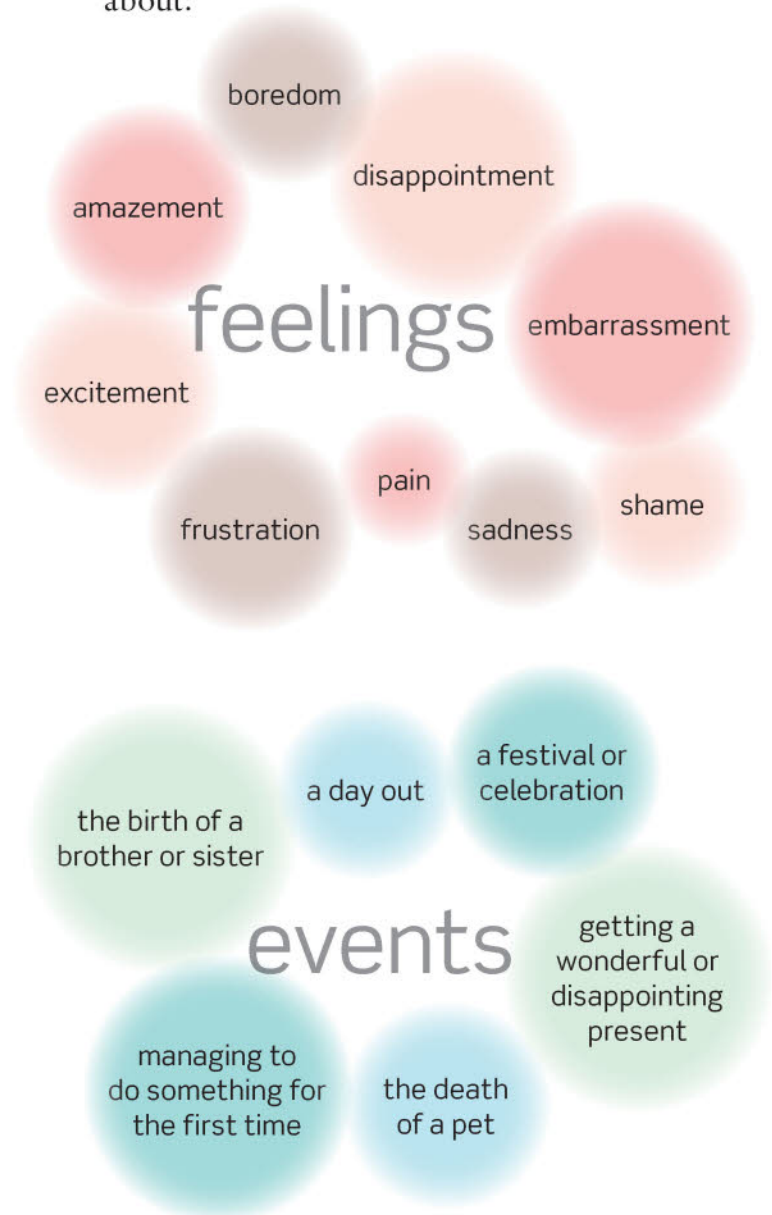 about:
boredom
disappointment
amazement
feelings
embarrassment
excitement
pain
shame
frustration
sadness
a festival or
celebration
a day out
the birth of a
brother or sister
events
getting a
wonderful or
disappointing
present
managing to
do something for
the first time
the death
of a pet